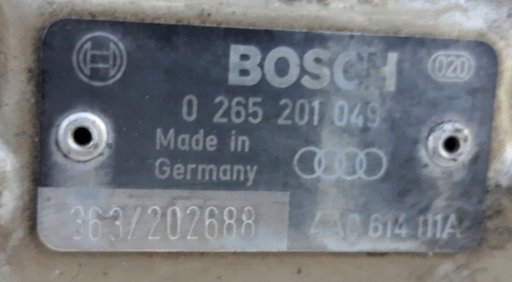 BOSCH
020
0 265 201 049
Made in
Germany
363/202688
4A0 614 111A